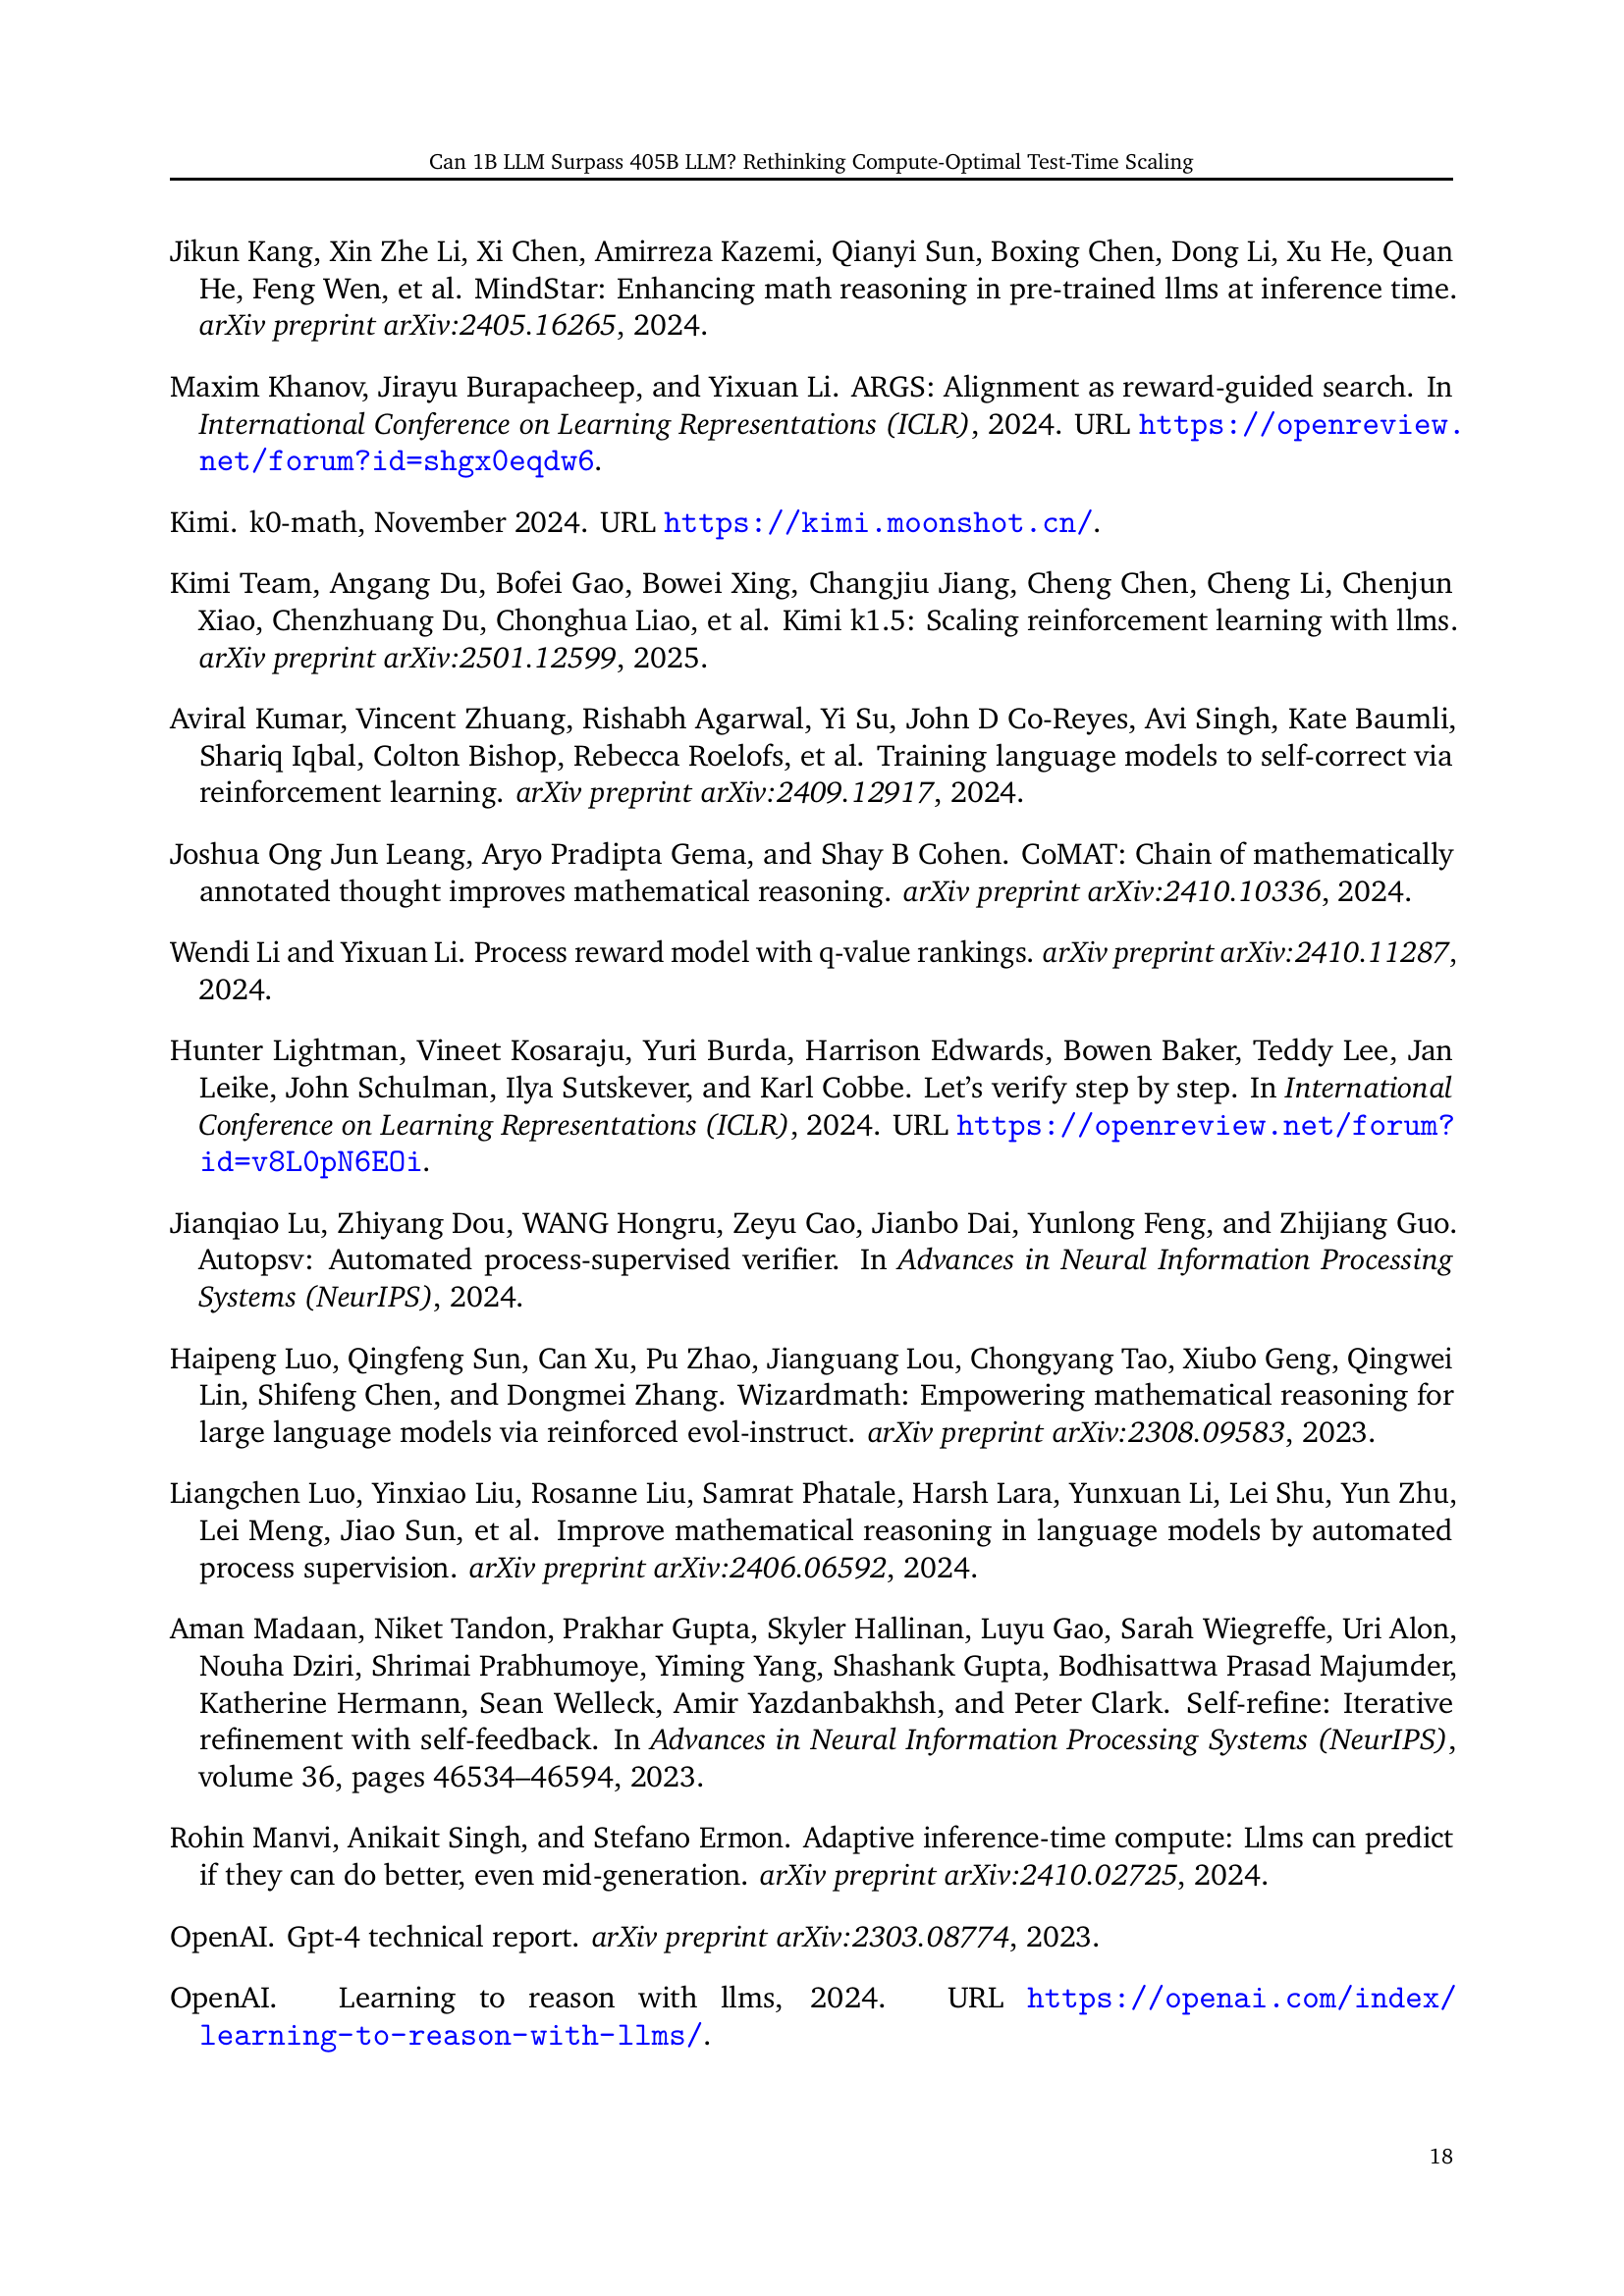 Can 1B LLM Surpass 405B LLM? Rethinking Compute-Optimal Test-Time Scaling
Jikun Kang, Xin Zhe Li, Xi Chen, Amirreza Kazemi, Qianyi Sun, Boxing Chen, Dong Li, Xu He, Quan
He, Feng Wen, et al. MindStar: Enhancing math reasoning in pre-trained llms at inference time.
arXiv preprint arXiv:2405.16265, 2024.
Maxim Khanov, Jirayu Burapacheep, and Yixuan Li. ARGS: Alignment as reward-guided search. In
International Conference on Learning Representations (ICLR), 2024. URL https://openreview.
net/forum?id=shgx0eqdw6.
Kimi. k0-math, November 2024. URL https://kimi.moonshot.cn/.
Kimi Team, Angang Du, Bofei Gao, Bowei Xing, Changjiu Jiang, Cheng Chen, Cheng Li, Chenjun
Xiao, Chenzhuang Du, Chonghua Liao, et al. Kimi k1.5: Scaling reinforcement learning with llms.
arXiv preprint arXiv:2501.12599, 2025.
Aviral Kumar, Vincent Zhuang, Rishabh Agarwal, Yi Su, John D Co-Reyes, Avi Singh, Kate Baumli,
Shariq Iqbal, Colton Bishop, Rebecca Roelofs, et al. Training language models to self-correct via
reinforcement learning. arXiv preprint arXiv:2409.12917, 2024.
Joshua Ong Jun Leang, Aryo Pradipta Gema, and Shay B Cohen. CoMAT: Chain of mathematically
annotated thought improves mathematical reasoning. arXiv preprint arXiv:2410.10336, 2024.
Wendi Li and Yixuan Li. Process reward model with q-value rankings. arXiv preprint arXiv:2410.11287,
2024.
Hunter Lightman, Vineet Kosaraju, Yuri Burda, Harrison Edwards, Bowen Baker, Teddy Lee, Jan
Leike, John Schulman, Ilya Sutskever, and Karl Cobbe. Let's verify step by step. In International
Conference on Learning Representations (ICLR), 2024. URL https://openreview.net/forum?
id=v8L0pN6EOi.
Jianqiao Lu, Zhiyang Dou, WANG Hongru, Zeyu Cao, Jianbo Dai, Yunlong Feng, and Zhijiang Guo.
Autopsv: Automated process-supervised verifier. In Advances in Neural Information Processing
Systems (NeurIPS), 2024.
Haipeng Luo, Qingfeng Sun, Can Xu, Pu Zhao, Jianguang Lou, Chongyang Tao, Xiubo Geng, Qingwei
Lin, Shifeng Chen, and Dongmei Zhang. Wizardmath: Empowering mathematical reasoning for
large language models via reinforced evol-instruct. arXiv preprint arXiv:2308.09583, 2023.
Liangchen Luo, Yinxiao Liu, Rosanne Liu, Samrat Phatale, Harsh Lara, Yunxuan Li, Lei Shu, Yun Zhu,
Lei Meng, Jiao Sun, et al. Improve mathematical reasoning in language models by automated
process supervision. arXiv preprint arXiv:2406.06592, 2024.
Aman Madaan, Niket Tandon, Prakhar Gupta, Skyler Hallinan, Luyu Gao, Sarah Wiegreffe, Uri Alon,
Nouha Dziri, Shrimai Prabhumoye, Yiming Yang, Shashank Gupta, Bodhisattwa Prasad Majumder,
Katherine Hermann, Sean Welleck, Amir Yazdanbakhsh, and Peter Clark. Self-refine: Iterative
refinement with self-feedback. In Advances in Neural Information Processing Systems (NeurIPS),
volume 36, pages 46534–46594, 2023.
Rohin Manvi, Anikait Singh, and Stefano Ermon. Adaptive inference-time compute: Llms can predict
if they can do better, even mid-generation. arXiv preprint arXiv:2410.02725, 2024.
OpenAI. Gpt-4 technical report. arXiv preprint arXiv:2303.08774, 2023.
OpenAI. Learning to reason with llms, 2024. URL https://openai.com/index/
learning-to-reason-with-llms/.
18